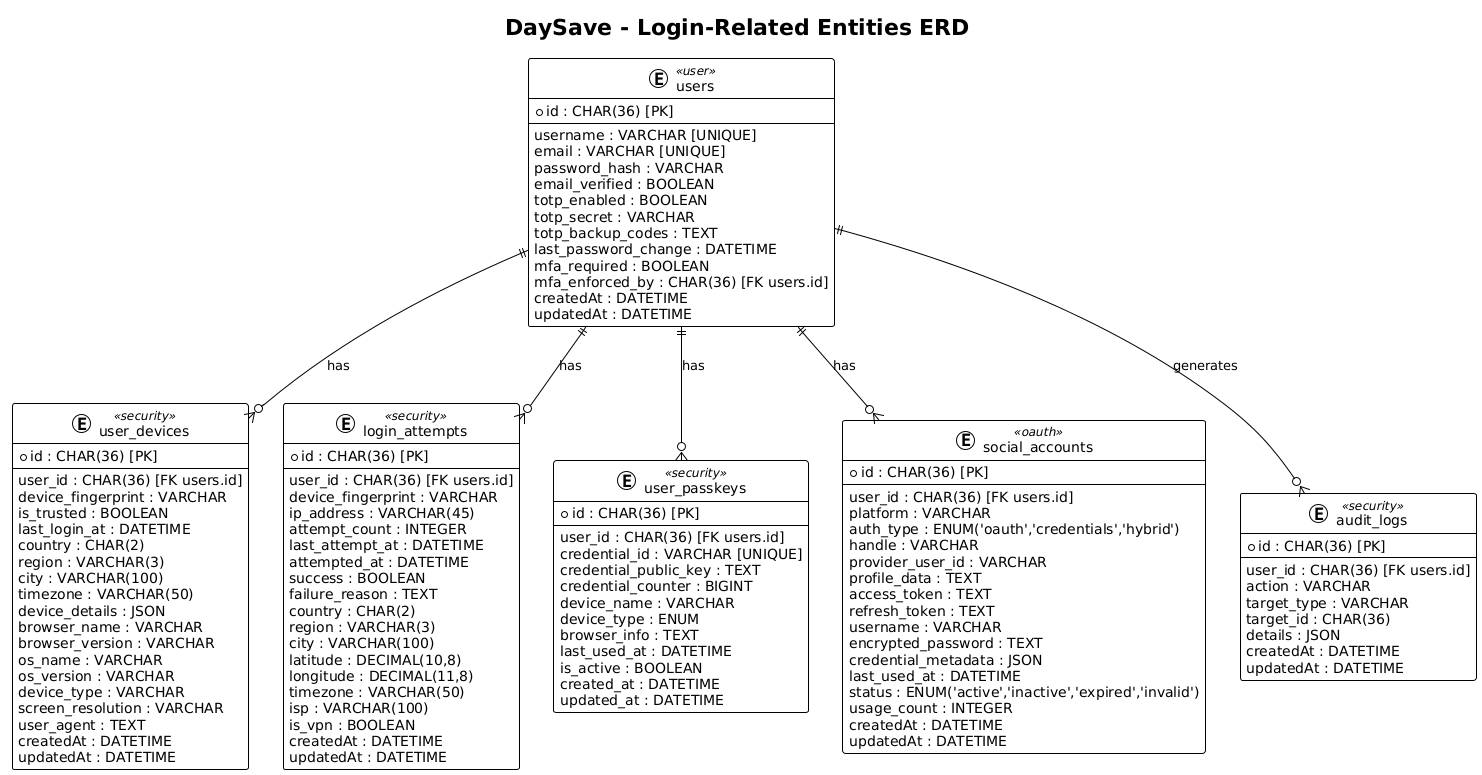 DaySave - Login-Related Entities ERD
E
«user»
users
id : CHAR(36) [PK]
username : VARCHAR [UNIQUE]
email : VARCHAR [UNIQUE]
password_hash : VARCHAR
email_verified : BOOLEAN
totp_enabled : BOOLEAN
totp_secret : VARCHAR
totp_backup_codes : TEXT
last_password_change : DATETIME
mfa_required : BOOLEAN
mfa_enforced_by : CHAR(36) [FK users.id]
createdAt : DATETIME
updatedAt : DATETIME
has
has
has
has
generates
E
«security»
user_devices
id : CHAR(36) [PK]
user_id : CHAR(36) [FK users.id]
device_fingerprint : VARCHAR
is_trusted : BOOLEAN
last_login_at : DATETIME
country : CHAR(2)
region : VARCHAR(3)
city : VARCHAR(100)
timezone : VARCHAR(50)
device_details : JSON
browser_name : VARCHAR
browser_version : VARCHAR
os_name : VARCHAR
os_version : VARCHAR
device_type : VARCHAR
screen_resolution : VARCHAR
user_agent : TEXT
createdAt : DATETIME
updatedAt : DATETIME
E
«security»
login_attempts
id : CHAR(36) [PK]
user_id : CHAR(36) [FK users.id]
device_fingerprint : VARCHAR
ip_address : VARCHAR(45)
attempt_count : INTEGER
last_attempt_at : DATETIME
attempted_at : DATETIME
success : BOOLEAN
failure_reason : TEXT
country : CHAR(2)
region : VARCHAR(3)
city : VARCHAR(100)
latitude : DECIMAL(10,8)
longitude : DECIMAL(11,8)
timezone : VARCHAR(50)
isp : VARCHAR(100)
is_vpn : BOOLEAN
createdAt : DATETIME
updatedAt : DATETIME
E
«security»
user_passkeys
id : CHAR(36) [PK]
user_id : CHAR(36) [FK users.id]
credential_id : VARCHAR [UNIQUE]
credential_public_key : TEXT
credential_counter : BIGINT
device_name : VARCHAR
device_type : ENUM
browser_info : TEXT
last_used_at : DATETIME
is_active : BOOLEAN
created_at : DATETIME
updated_at : DATETIME
E
«oauth»
social_accounts
id : CHAR(36) [PK]
user_id : CHAR(36) [FK users.id]
platform : VARCHAR
auth_type : ENUM('oauth','credentials','hybrid')
handle : VARCHAR
provider_user_id : VARCHAR
profile_data : TEXT
access_token : TEXT
refresh_token : TEXT
username : VARCHAR
encrypted_password : TEXT
credential_metadata : JSON
last_used_at : DATETIME
status : ENUM('active','inactive','expired','invalid')
usage_count : INTEGER
createdAt : DATETIME
updatedAt : DATETIME
E
«security»
audit_logs
id : CHAR(36) [PK]
user_id : CHAR(36) [FK users.id]
action : VARCHAR
target_type : VARCHAR
target_id : CHAR(36)
details : JSON
createdAt : DATETIME
updatedAt : DATETIME